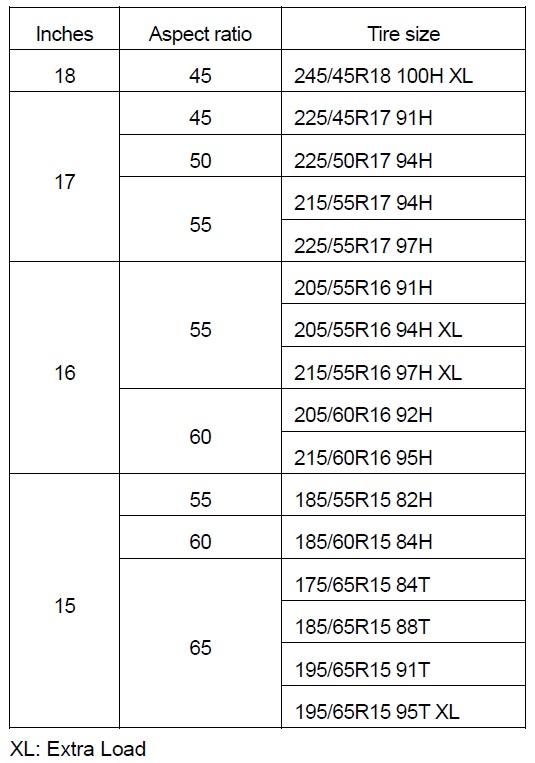 Inches Aspect ratio Tire size
18 45 245/45R18 100H XL
45 225/45R17 91H
50 225/50R17 94H
17
215/55R17 94H
55
225/55R17 97H
205/55R16 91H
55 205/55R16 94H XL
215/55R16 97H XL
16
205/60R16 92H
60
215/60R16 95H
55 185/55R15 82H
60 185/60R15 84H
175/65R15 84T
15
185/65R15 88T
65
195/65R15 91T
195/65R15 95T XL
XL: Extra Load